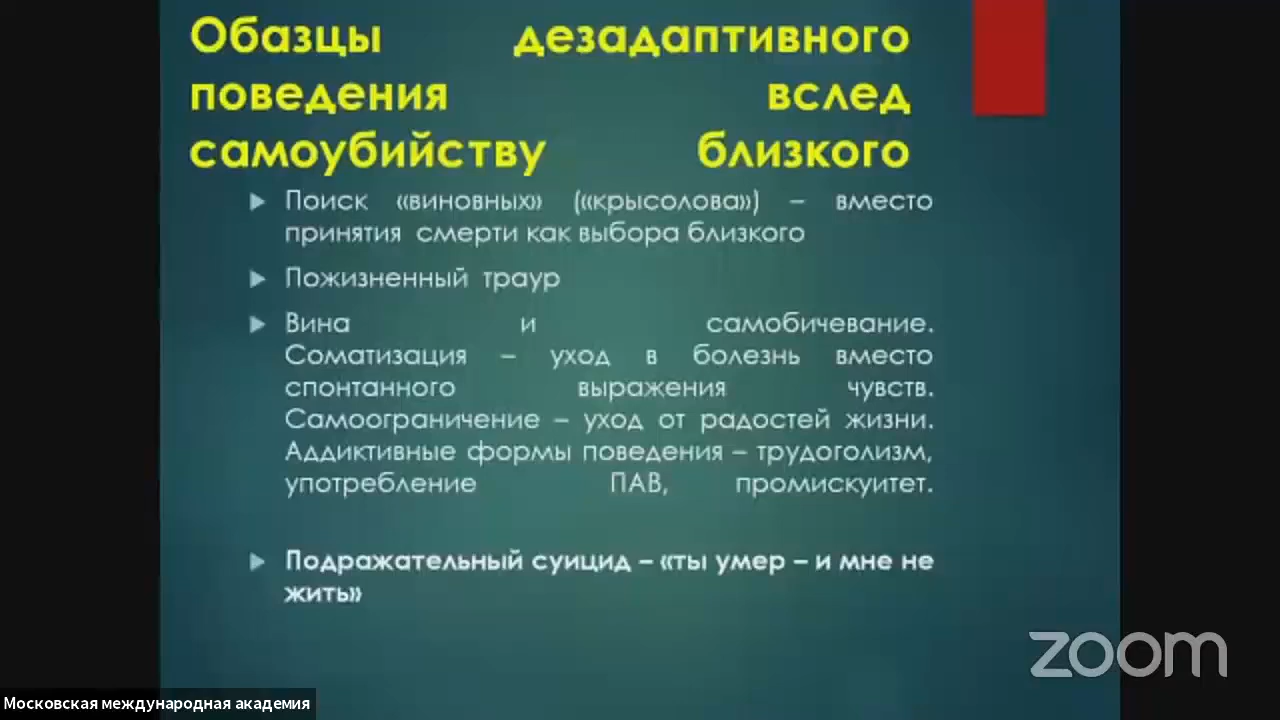 Обазцы дезадаптивного
поведения вслед
самоубийству близкого
Поиск «виновных» («крысолова») – вместо
принятия смерти как выбора близкого
Пожизненный траур
Вина и самобичевание.
Соматизация – уход в болезнь вместо
спонтанного выражения чувств.
Самоограничение – уход от радостей жизни.
Аддиктивные формы поведения – трудоголизм,
употребление ПАВ, промискуитет.
Подражательный суицид – «ты умер – и мне не
жить»
zoom
Московская международная академия